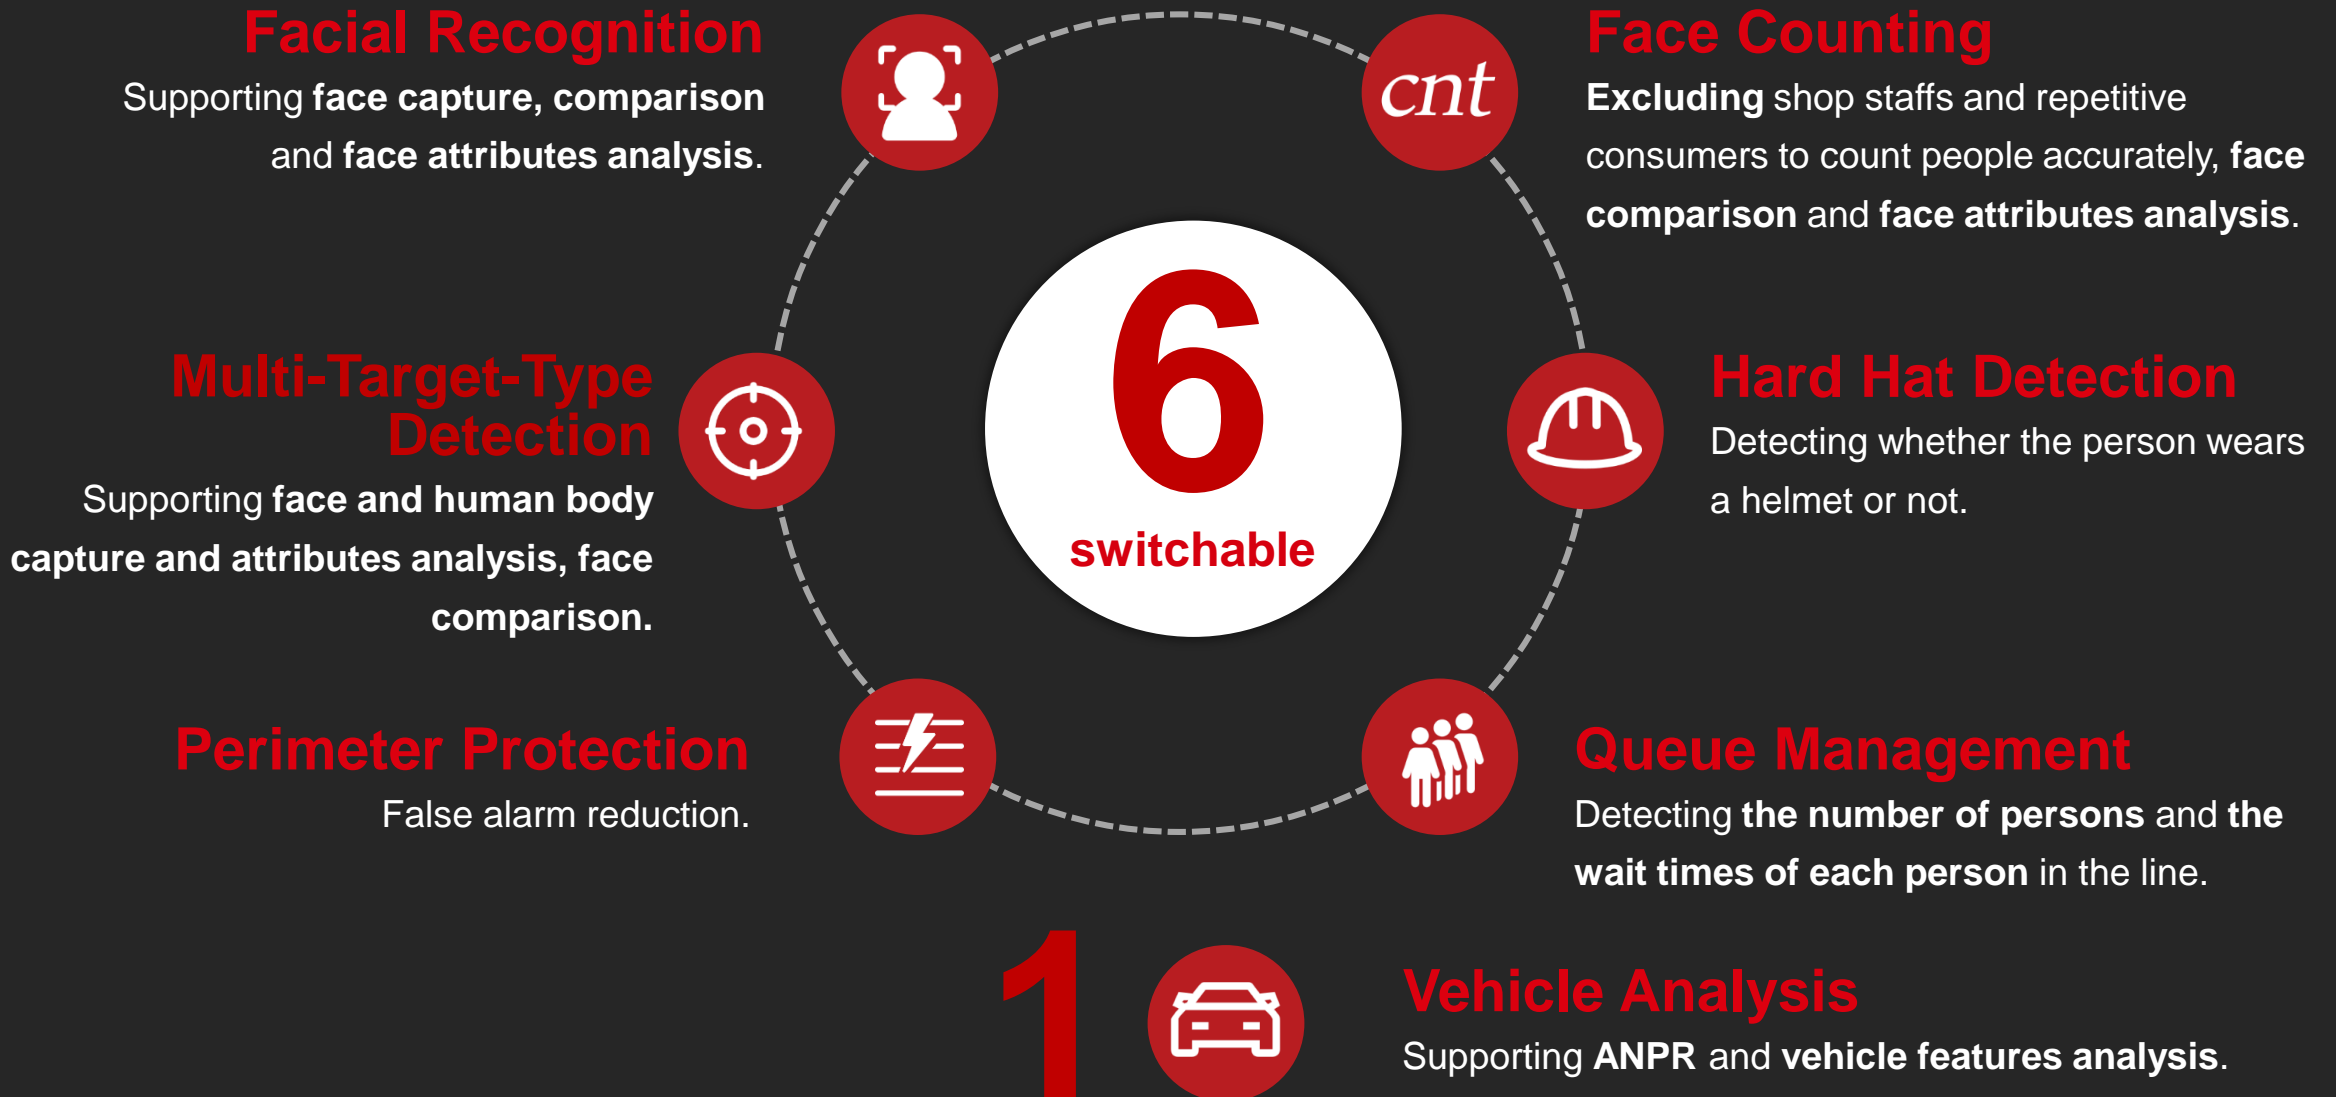 Facial Recognition
Supporting face capture, comparison
and face attributes analysis.
cnt
Face Counting
Excluding shop staffs and repetitive
consumers to count people accurately, face
comparison and face attributes analysis.
Multi-Target-Type
Detection
Supporting face and human body
capture and attributes analysis, face
comparison.
6
switchable
Hard Hat Detection
Detecting whether the person wears
a helmet or not.
Perimeter Protection
False alarm reduction.
Queue Management
Detecting the number of persons and the
wait times of each person in the line.
1
Vehicle Analysis
Supporting ANPR and vehicle features analysis.